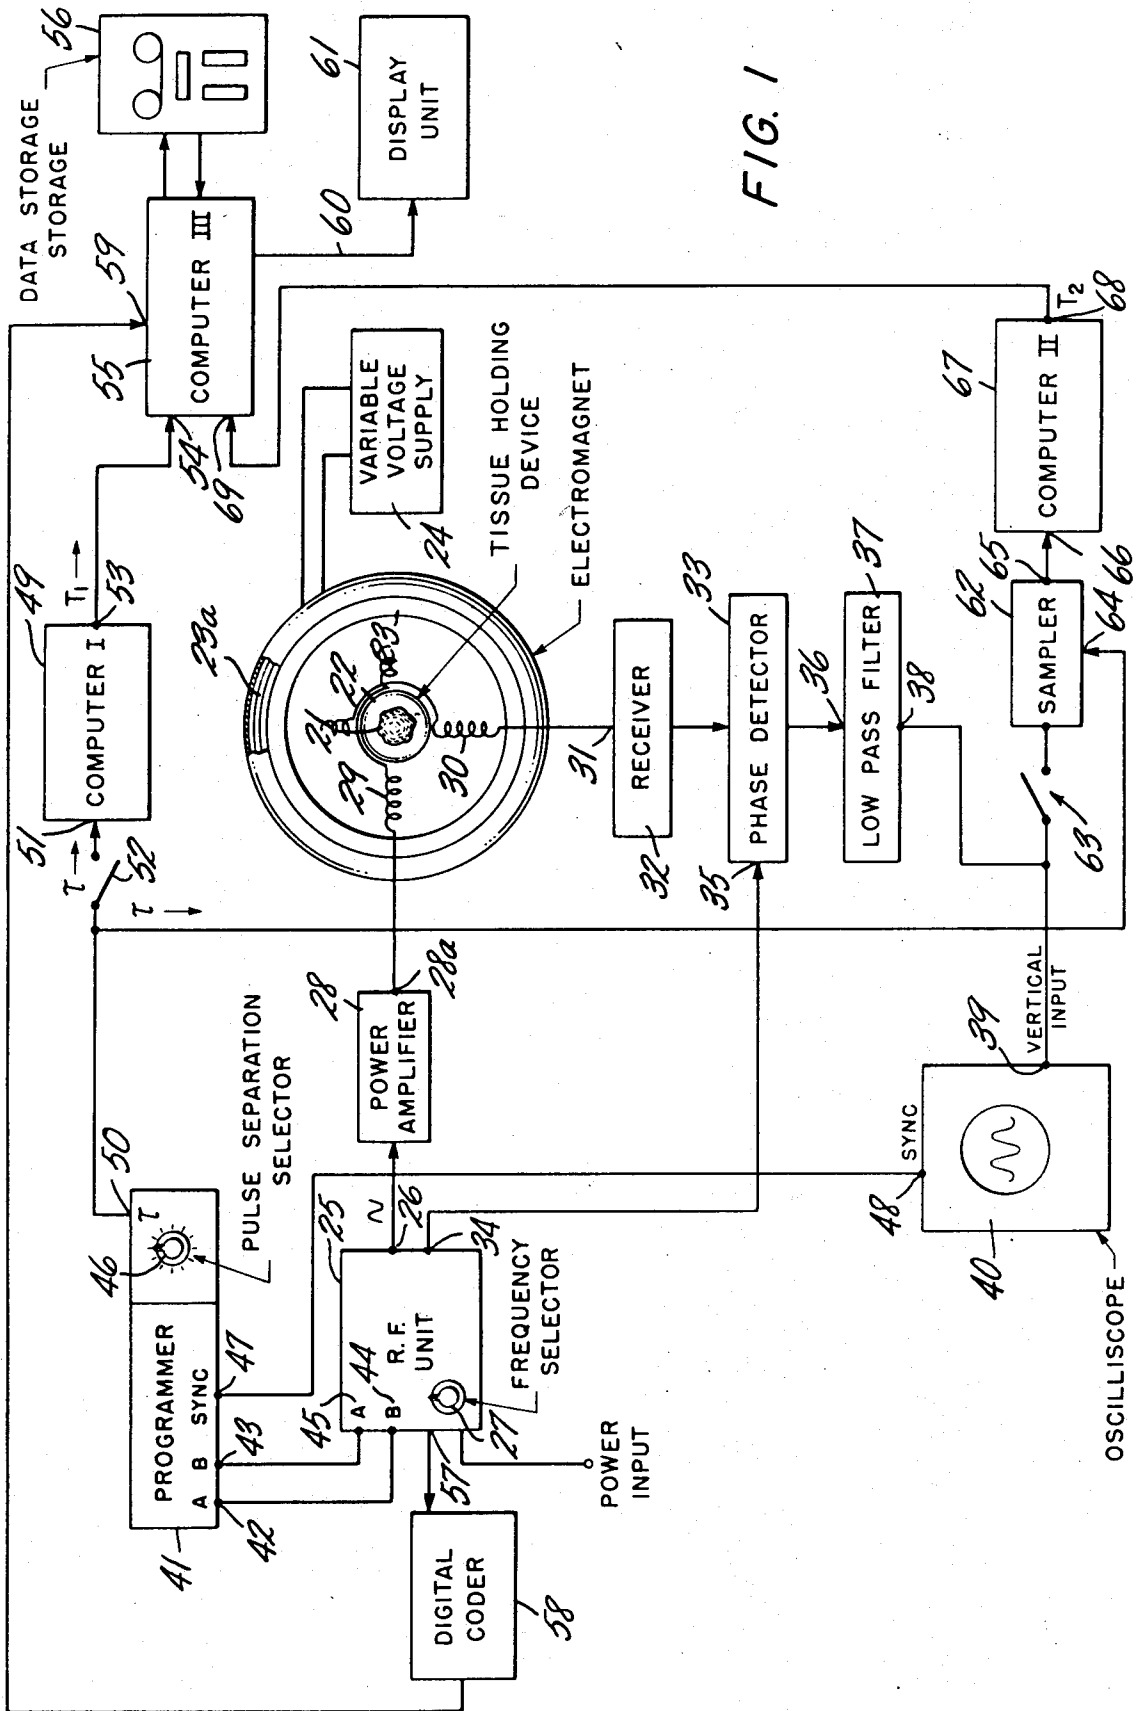 DATA STORAGE
STORAGE
56
59
55
COMPUTER III
54
69
60
61
DISPLAY
UNIT
49
COMPUTER I
51
T1
53
τ
52
τ
50
46
τ
PULSE SEPARATION
SELECTOR
41
PROGRAMMER
A B SYNC
42
43
47
23a
21
22
23
29
30
VARIABLE
VOLTAGE
SUPPLY
24
TISSUE HOLDING
DEVICE
ELECTROMAGNET
28
POWER
AMPLIFIER
28a
25
26
45
A
44
B
R.F.
UNIT
34
27
FREQUENCY
SELECTOR
57
POWER
INPUT
DIGITAL
CODER
58
31
RECEIVER
32
33
PHASE DETECTOR
35
36
37
LOW PASS FILTER
38
FIG. 1
SYNC
48
40
39
VERTICAL
INPUT
OSCILLISCOPE
63
62
SAMPLER
65
64
66
67
COMPUTER II
T2
68